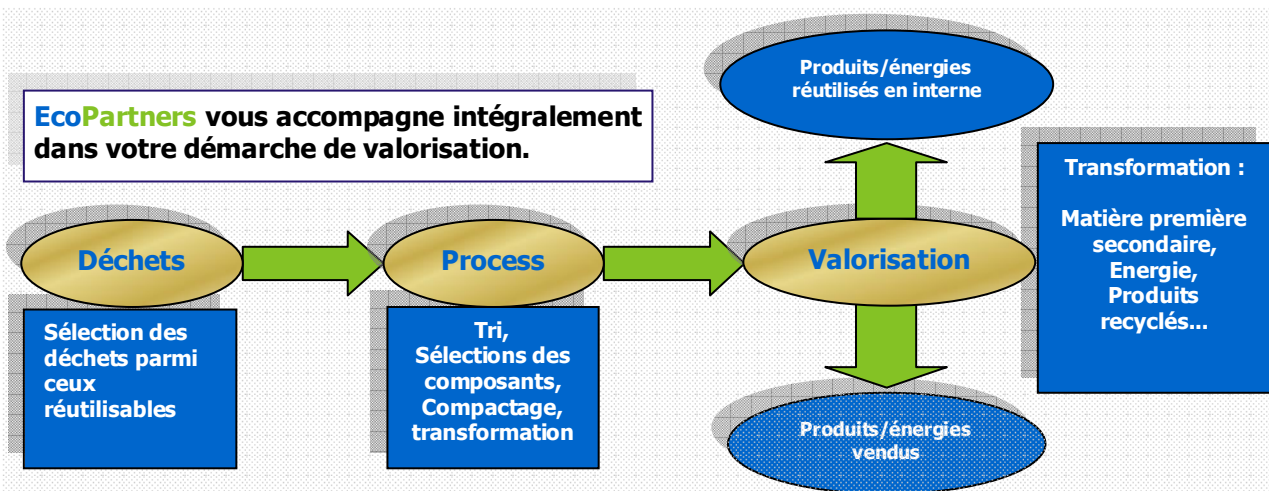 EcoPartners vous accompagne intégralement
dans votre démarche de valorisation.
Produits/énergies
réutilisés en interne
Déchets
Process
Valorisation
Transformation :
Matière première
secondaire,
Energie,
Produits
recyclés...
Sélection des
déchets parmi
ceux
réutilisables
Tri,
Sélections des
composants,
Compactage,
transformation
Produits/énergies
vendus